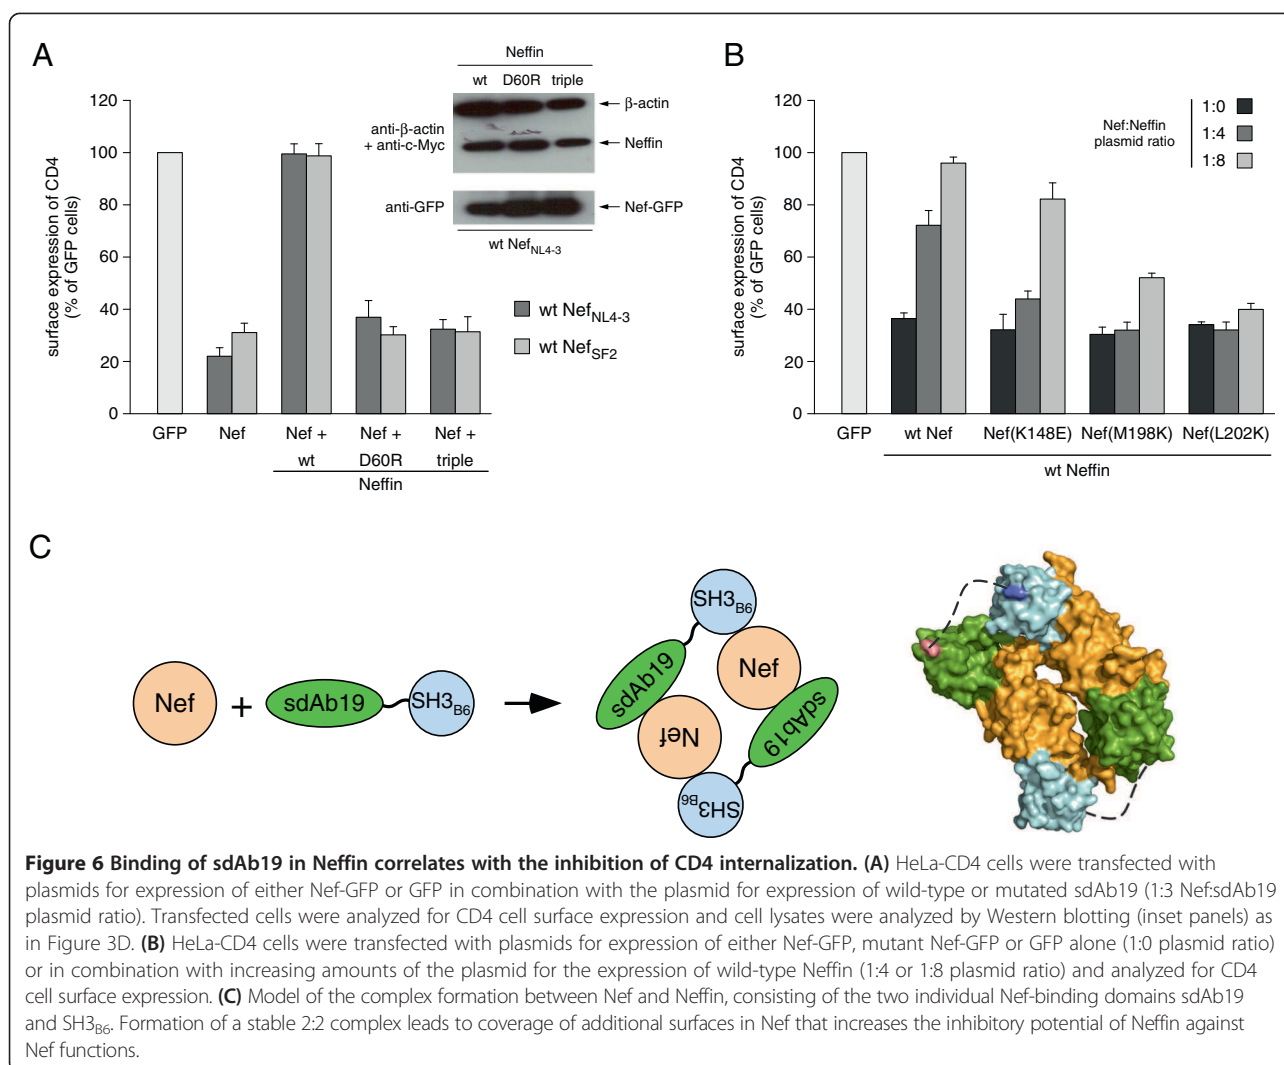 A
Neffin
wt D60R triple
β-actin
anti-β-actin
+ anti-c-Myc
Neffin
anti-GFP
Nef-GFP
wt NefNL4-3
surface expression of CD4
(% of GFP cells)
120
100
80
60
40
20
0
wt NefNL4-3
wt NefSF2
GFP Nef Nef + Nef + Nef +
wt D60R triple
Neffin
B
Nef:Neffin
plasmid ratio
1:0
1:4
1:8
surface expression of CD4
(% of GFP cells)
120
100
80
60
40
20
0
GFP wt Nef Nef(K148E) Nef(M198K) Nef(L202K)
wt Neffin
C
Nef + sdAb19 SH3B6
SH3B6
spAb19
Nef
Nef
sdAb19
SH3B6
Figure 6 Binding of sdAb19 in Neffin correlates with the inhibition of CD4 internalization. (A) HeLa-CD4 cells were transfected with
plasmids for expression of either Nef-GFP or GFP in combination with the plasmid for expression of wild-type or mutated sdAb19 (1:3 Nef:sdAb19
plasmid ratio). Transfected cells were analyzed for CD4 cell surface expression and cell lysates were analyzed by Western blotting (inset panels) as
in Figure 3D. (B) HeLa-CD4 cells were transfected with plasmids for expression of either Nef-GFP, mutant Nef-GFP or GFP alone (1:0 plasmid ratio)
or in combination with increasing amounts of the plasmid for the expression of wild-type Neffin (1:4 or 1:8 plasmid ratio) and analyzed for CD4
cell surface expression. (C) Model of the complex formation between Nef and Neffin, consisting of the two individual Nef-binding domains sdAb19
and SH3B6. Formation of a stable 2:2 complex leads to coverage of additional surfaces in Nef that increases the inhibitory potential of Neffin against
Nef functions.